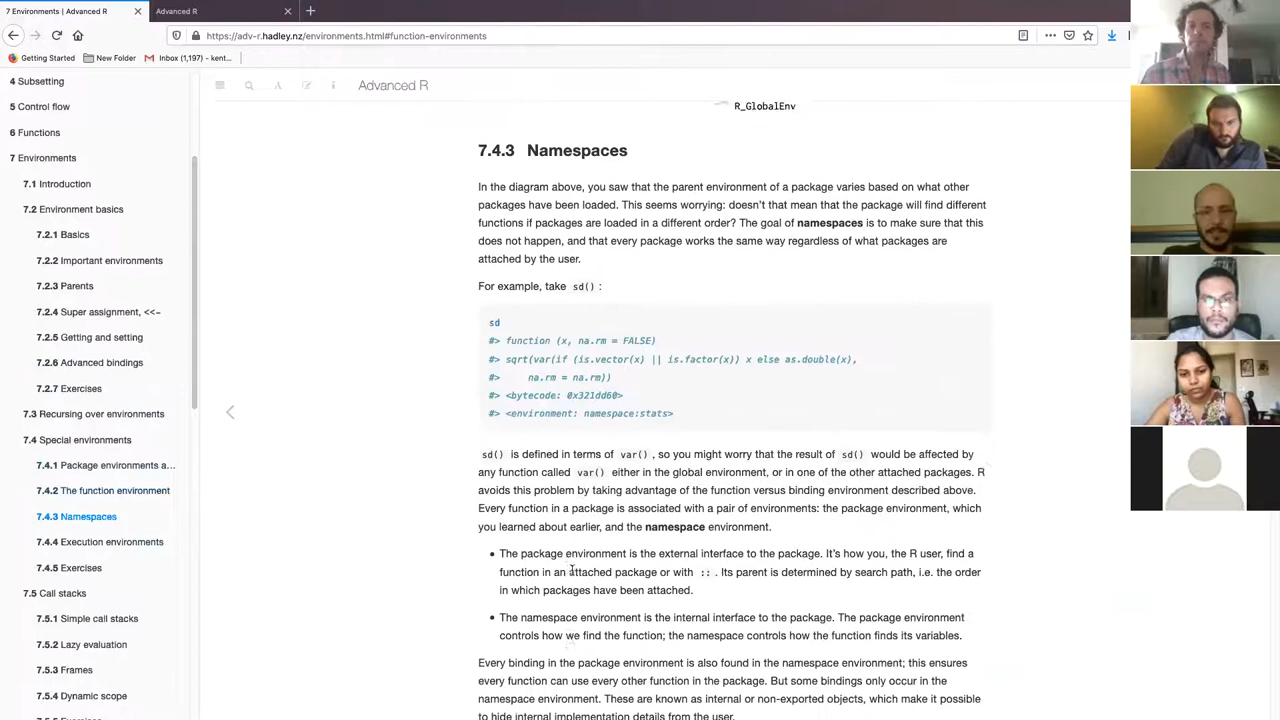 7 Environments | Advanced R
Advanced R
https://adv-r.hadley.nz/environments.html#function-environments
Getting Started
New Folder
Inbox (1,197) - kent...
4 Subsetting
5 Control flow
6 Functions
7 Environments
7.1 Introduction
7.2 Environment basics
7.2.1 Basics
7.2.2 Important environments
7.2.3 Parents
7.2.4 Super assignment, <<-
7.2.5 Getting and setting
7.2.6 Advanced bindings
7.2.7 Exercises
7.3 Recursing over environments
7.4 Special environments
7.4.1 Package environments a...
7.4.2 The function environment
7.4.3 Namespaces
7.4.4 Execution environments
7.4.5 Exercises
7.5 Call stacks
7.5.1 Simple call stacks
7.5.2 Lazy evaluation
7.5.3 Frames
7.5.4 Dynamic scope
Advanced R
R_GlobalEnv
7.4.3 Namespaces
In the diagram above, you saw that the parent environment of a package varies based on what other
packages have been loaded. This seems worrying: doesn't that mean that the package will find different
functions if packages are loaded in a different order? The goal of namespaces is to make sure that this
does not happen, and that every package works the same way regardless of what packages are
attached by the user.
For example, take sd() :
sd
#> function (x, na.rm = FALSE)
#> sqrt(var(if (is.vector(x) || is.factor(x)) x else as.double(x),
#> na.rm = na.rm))
#> <bytecode: 0x321dd60>
#> <environment: namespace:stats>
sd() is defined in terms of var() , so you might worry that the result of sd() would be affected by
any function called var() either in the global environment, or in one of the other attached packages. R
avoids this problem by taking advantage of the function versus binding environment described above.
Every function in a package is associated with a pair of environments: the package environment, which
you learned about earlier, and the namespace environment.
• The package environment is the external interface to the package. It's how you, the R user, find a
function in an attached package or with :: . Its parent is determined by search path, i.e. the order
in which packages have been attached.
• The namespace environment is the internal interface to the package. The package environment
controls how we find the function; the namespace controls how the function finds its variables.
Every binding in the package environment is also found in the namespace environment; this ensures
every function can use every other function in the package. But some bindings only occur in the
namespace environment. These are known as internal or non-exported objects, which make it possible
to hide internal implementation details from the user.